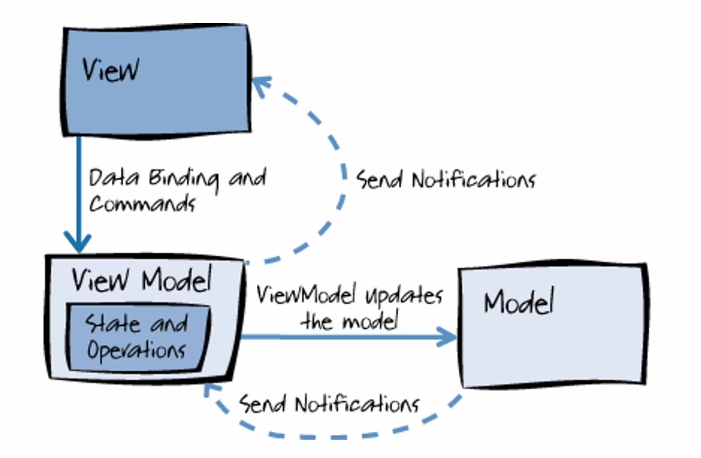 View
Data Binding and
Commands
Send Notifications
View Model
State and
Operations
ViewModel updates
the model
Model
Send Notifications